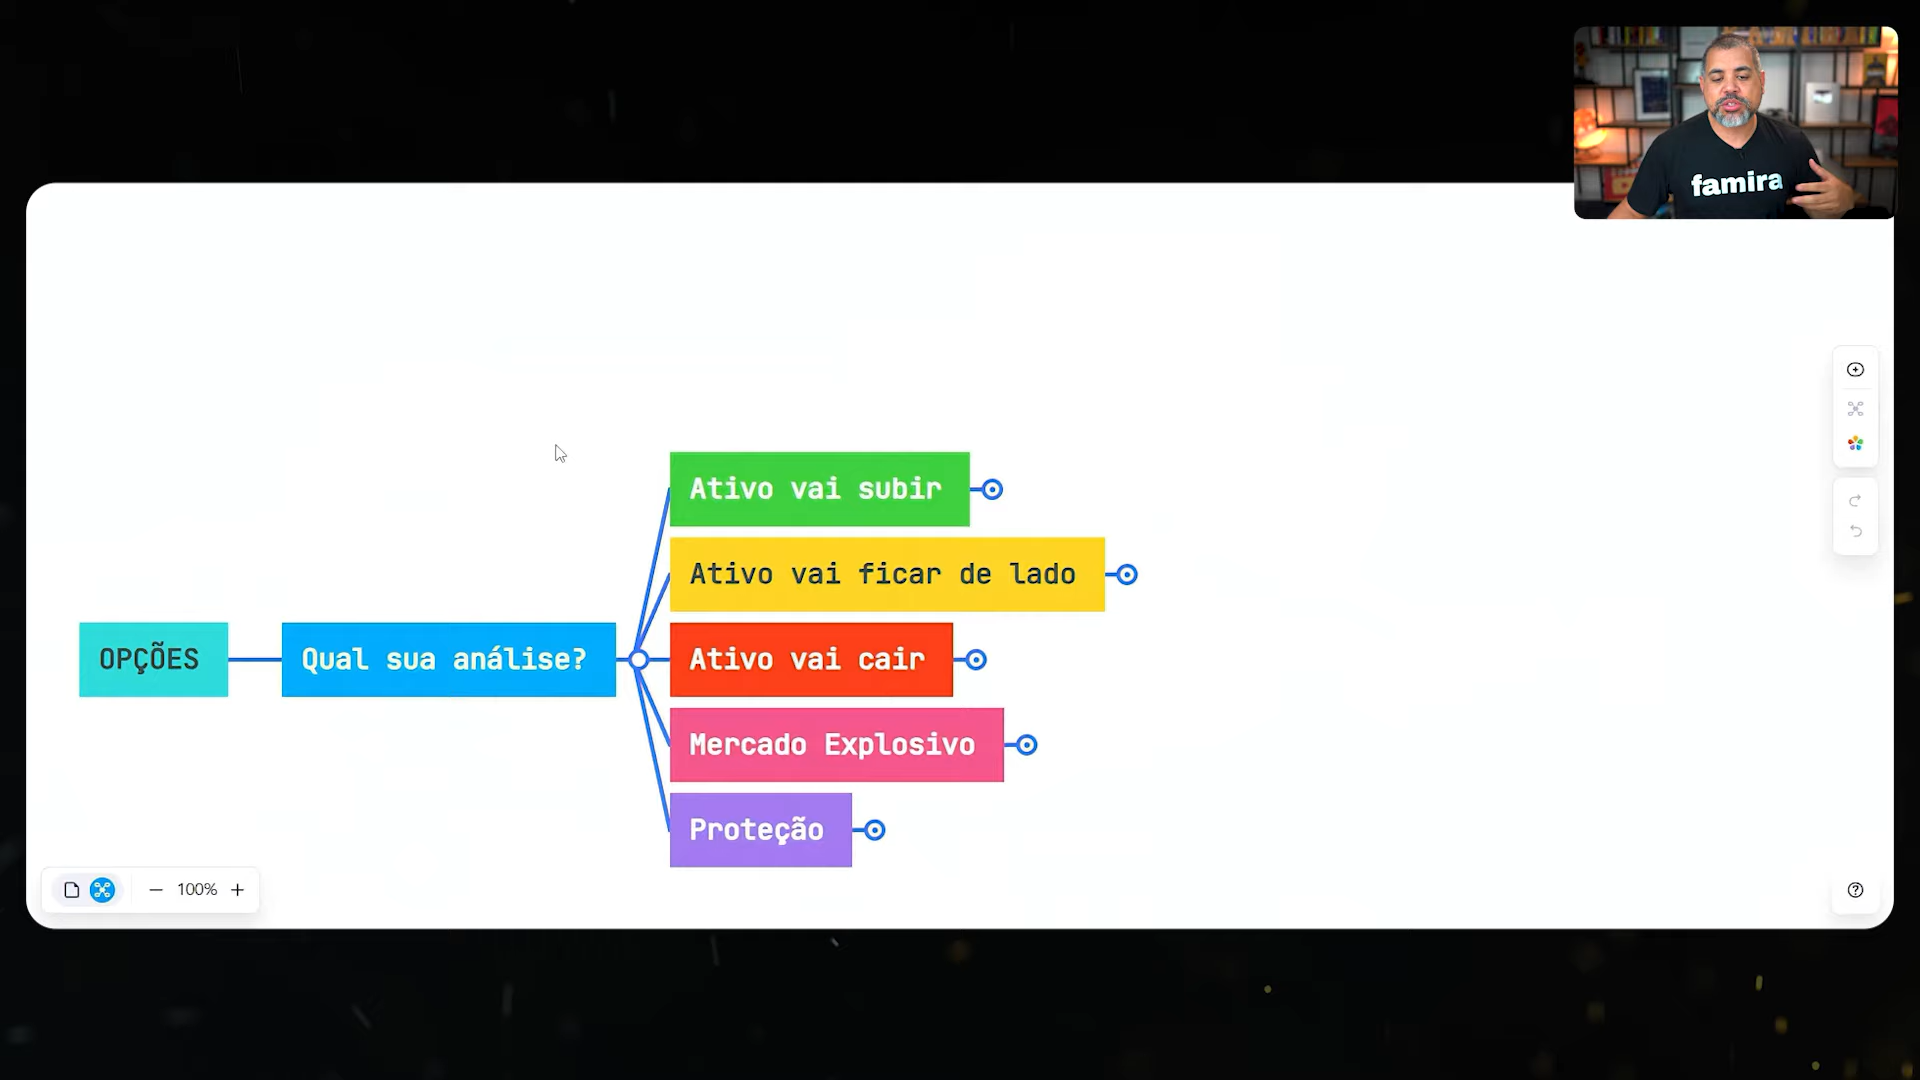 famira
Ativo vai subir
Ativo vai ficar de lado
OPÇÕES
Qual sua análise?
Ativo vai cair
Mercado Explosivo
Proteção
100%